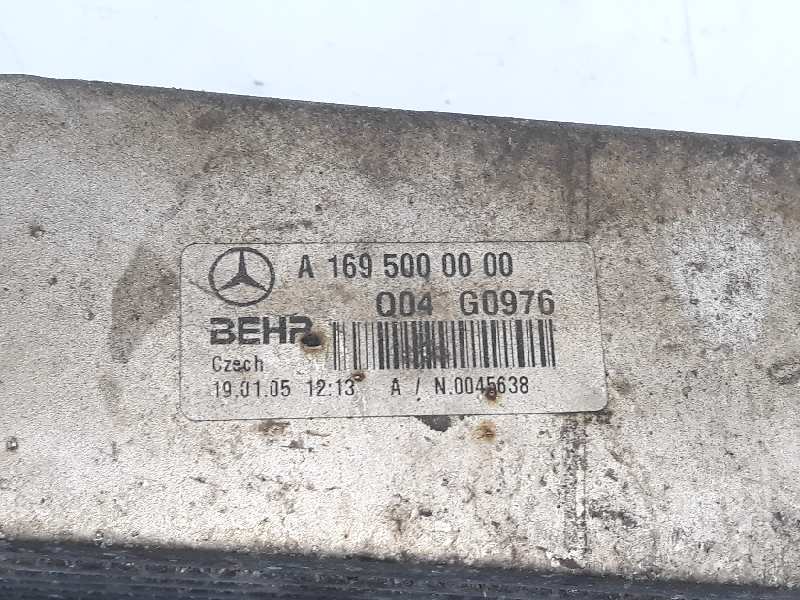 A 169 500 00 00
Q04 G0976
BEHR
Czech
19.01.05 12:13 A / N.0045638